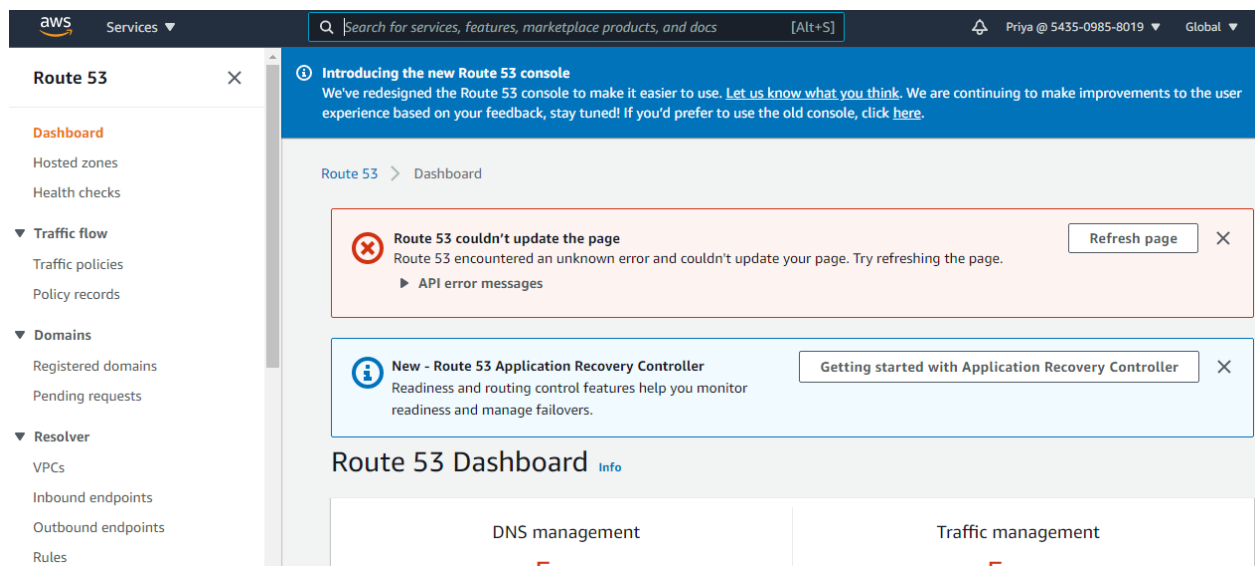 aws
Services ▼
Search for services, features, marketplace products, and docs
[Alt+S]
Priya @ 5435-0985-8019 ▼
Global ▼
Route 53
Dashboard
Hosted zones
Health checks
▼ Traffic flow
Traffic policies
Policy records
▼ Domains
Registered domains
Pending requests
▼ Resolver
VPCs
Inbound endpoints
Outbound endpoints
Rules
Introducing the new Route 53 console
We've redesigned the Route 53 console to make it easier to use. Let us know what you think. We are continuing to make improvements to the user
experience based on your feedback, stay tuned! If you'd prefer to use the old console, click here.
Route 53 > Dashboard
Route 53 couldn't update the page
Route 53 encountered an unknown error and couldn't update your page. Try refreshing the page.
▶ API error messages
Refresh page
New - Route 53 Application Recovery Controller
Readiness and routing control features help you monitor
readiness and manage failovers.
Getting started with Application Recovery Controller
Route 53 Dashboard Info
DNS management
Traffic management